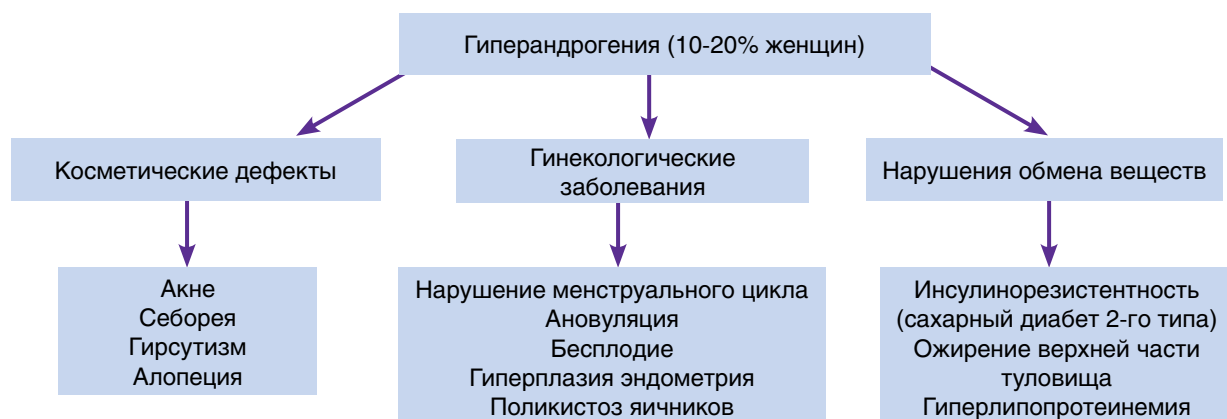 Гиперандрогения (10-20% женщин)
Косметические дефекты
Гинекологические
заболевания
Нарушения обмена веществ
Акне
Себорея
Гирсутизм
Алопеция
Нарушение менструального цикла
Ановуляция
Бесплодие
Гиперплазия эндометрия
Поликистоз яичников
Инсулинорезистентность
(сахарный диабет 2-го типа)
Ожирение верхней части
туловища
Гиперлипопротеинемия